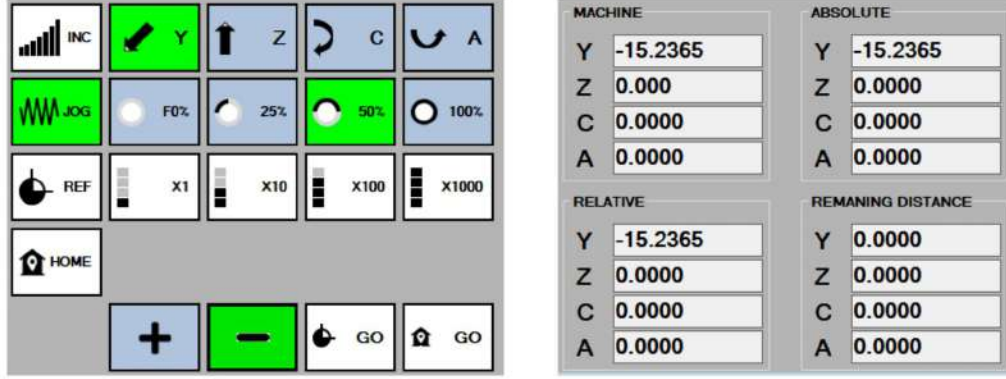 INC Y Z C A
JOG F0% 25% 50% 100%
REF X1 X10 X100 X1000
HOME
+ - GO GO
MACHINE
Y -15.2365
Z 0.000
C 0.0000
A 0.0000
ABSOLUTE
Y -15.2365
Z 0.0000
C 0.0000
A 0.0000
RELATIVE
Y -15.2365
Z 0.0000
C 0.0000
A 0.0000
REMANING DISTANCE
Y 0.0000
Z 0.0000
C 0.0000
A 0.0000